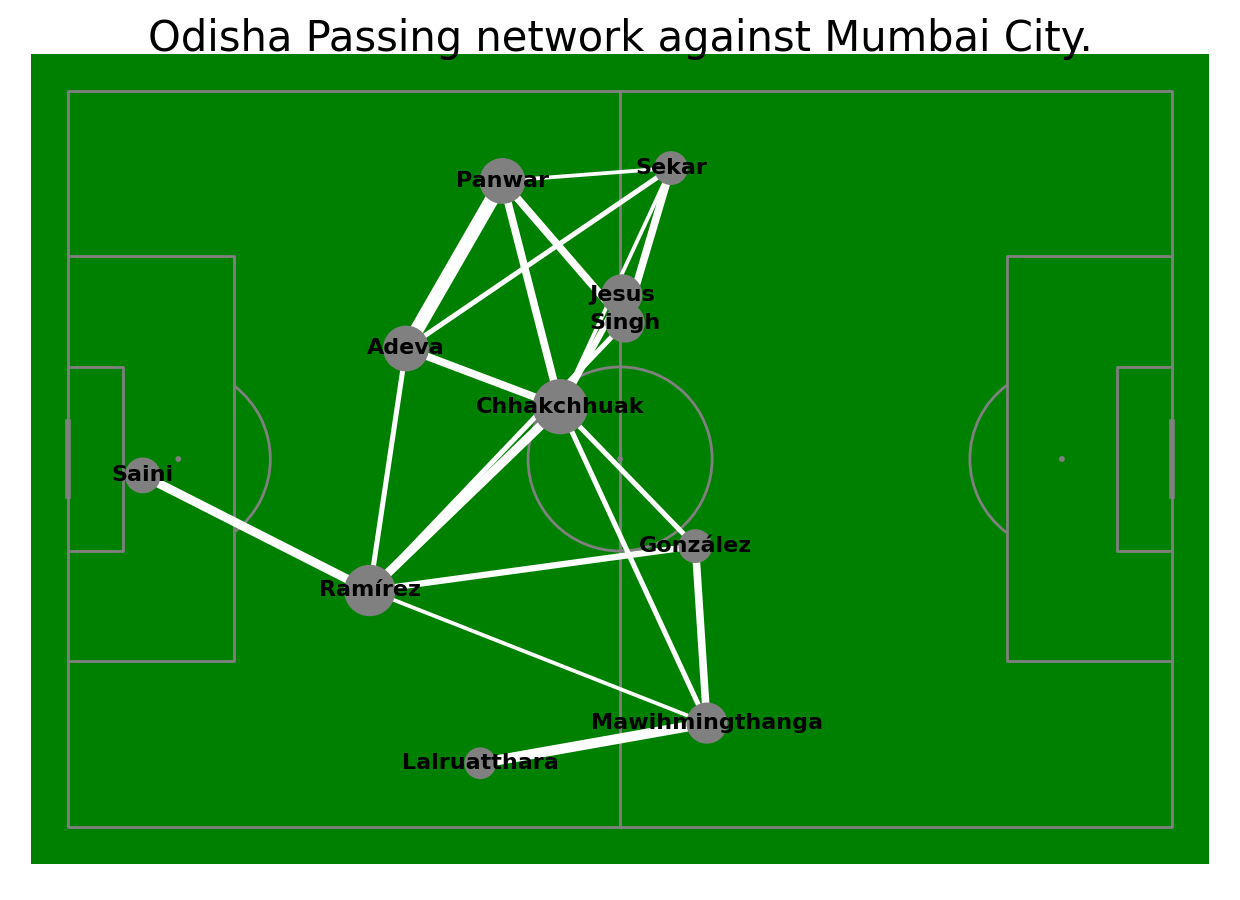 Odisha Passing network against Mumbai City.
Sekar
Panwar
Jesus
Singh
Adeva
Chhakchhuak
Saini
González
Ramírez
Mawihmingthanga
Lalruatthara